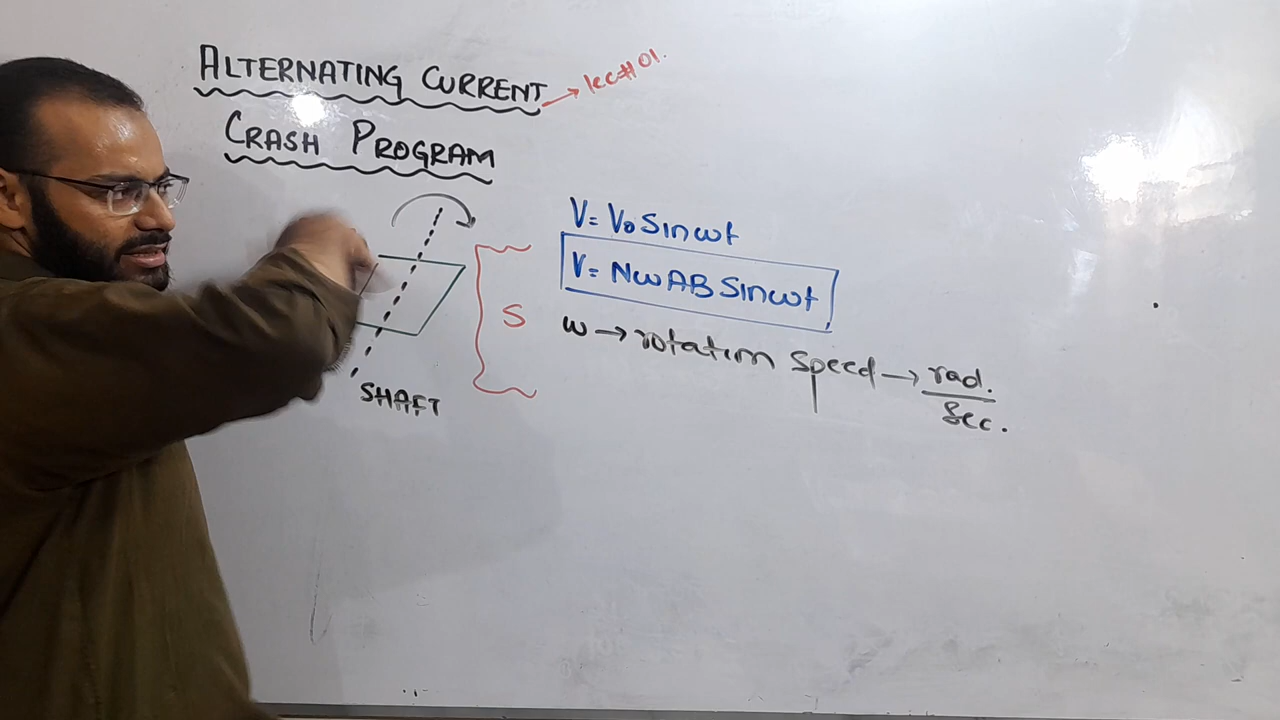 ALTERNATING CURRENT → lec# 01.
CRASH PROGRAM
V = V₀ Sinωt
V = NωAB Sinωt
S
ω → rotation Speed → rad. / Sec.
SHAFT